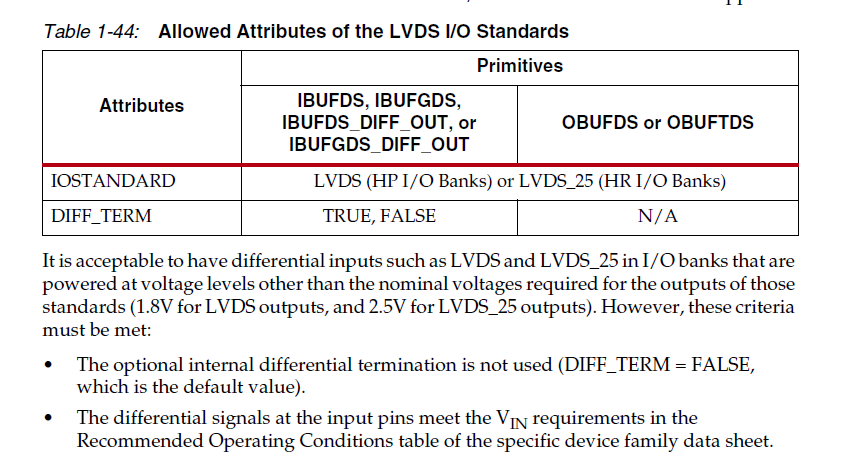 Table 1-44: Allowed Attributes of the LVDS I/O Standards
Attributes
Primitives
IBUFDS, IBUFGDS,
IBUFDS_DIFF_OUT, or
IBUFGDS_DIFF_OUT
OBUFDS or OBUFTDS
IOSTANDARD LVDS (HP I/O Banks) or LVDS_25 (HR I/O Banks)
DIFF_TERM TRUE, FALSE N/A
It is acceptable to have differential inputs such as LVDS and LVDS_25 in I/O banks that are
powered at voltage levels other than the nominal voltages required for the outputs of those
standards (1.8V for LVDS outputs, and 2.5V for LVDS_25 outputs). However, these criteria
must be met:
• The optional internal differential termination is not used (DIFF_TERM = FALSE,
which is the default value).
• The differential signals at the input pins meet the VIN requirements in the
Recommended Operating Conditions table of the specific device family data sheet.